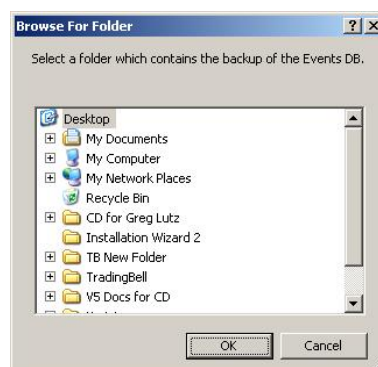 Browse For Folder
Select a folder which contains the backup of the Events DB.
Desktop
My Documents
My Computer
My Network Places
Recycle Bin
CD for Greg Lutz
Installation Wizard 2
TB New Folder
TradingBell
V5 Docs for CD
OK Cancel